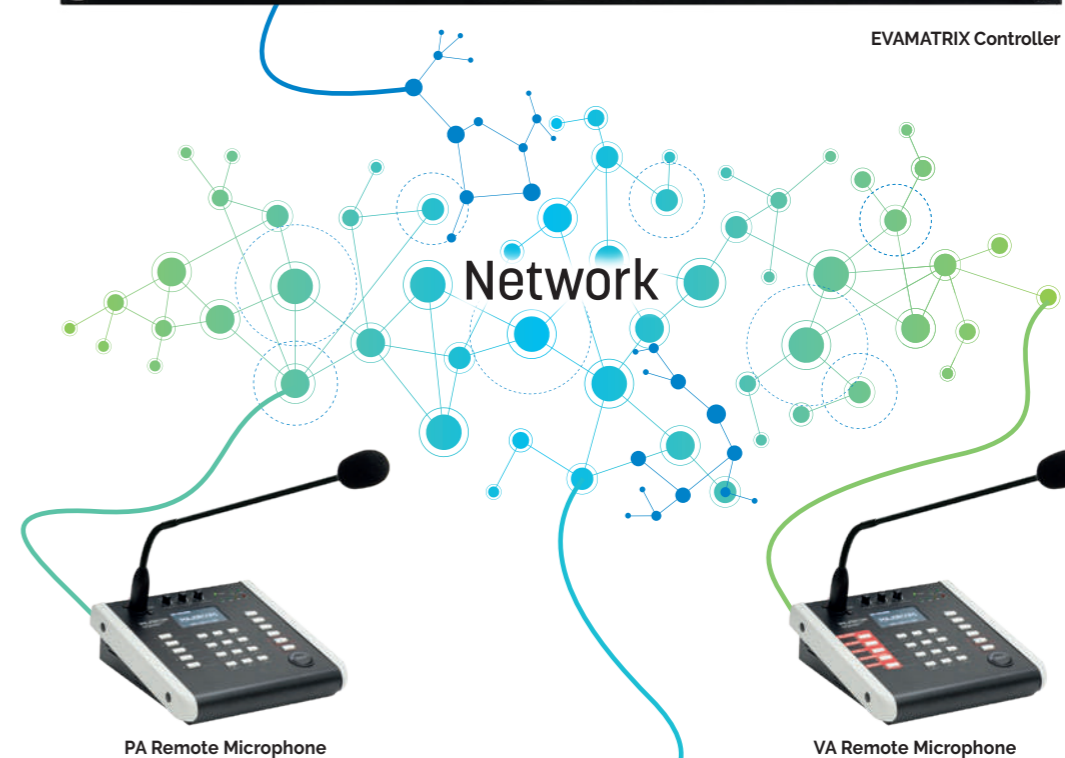 EVAMATRIX Controller
Network
PA Remote Microphone
VA Remote Microphone